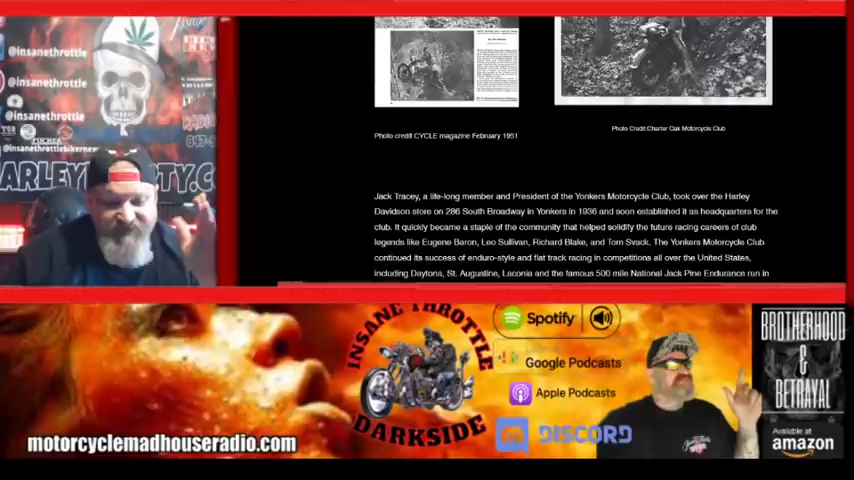 @insanethrottle
@insanethrottle
@insanethrottle
@insanethrottlebikernew
Photo credit CYCLE magazine February 1951
Photo Credit:Charter Oak Motorcycle Club
Jack Tracey, a life-long member and President of the Yonkers Motorcycle Club, took over the Harley
Davidson store on 286 South Broadway in Yonkers in 1936 and soon established it as headquarters for the
club. It quickly became a staple of the community that helped solidify the future racing careers of club
legends like Eugene Baron, Leo Sullivan, Richard Blake, and Tom Svack. The Yonkers Motorcycle Club
continued its success of enduro-style and flat track racing in competitions all over the United States,
including Daytona, St. Augustine, Laconia and the famous 500 mile National Jack Pine Endurance run in
INSANE THROTTLE
DARKSIDE
Spotify
Google Podcasts
Apple Podcasts
DISCORD
BROTHERHOOD
&
BETRAYAL
Available at
amazon
motorcyclemadhouseradio.com